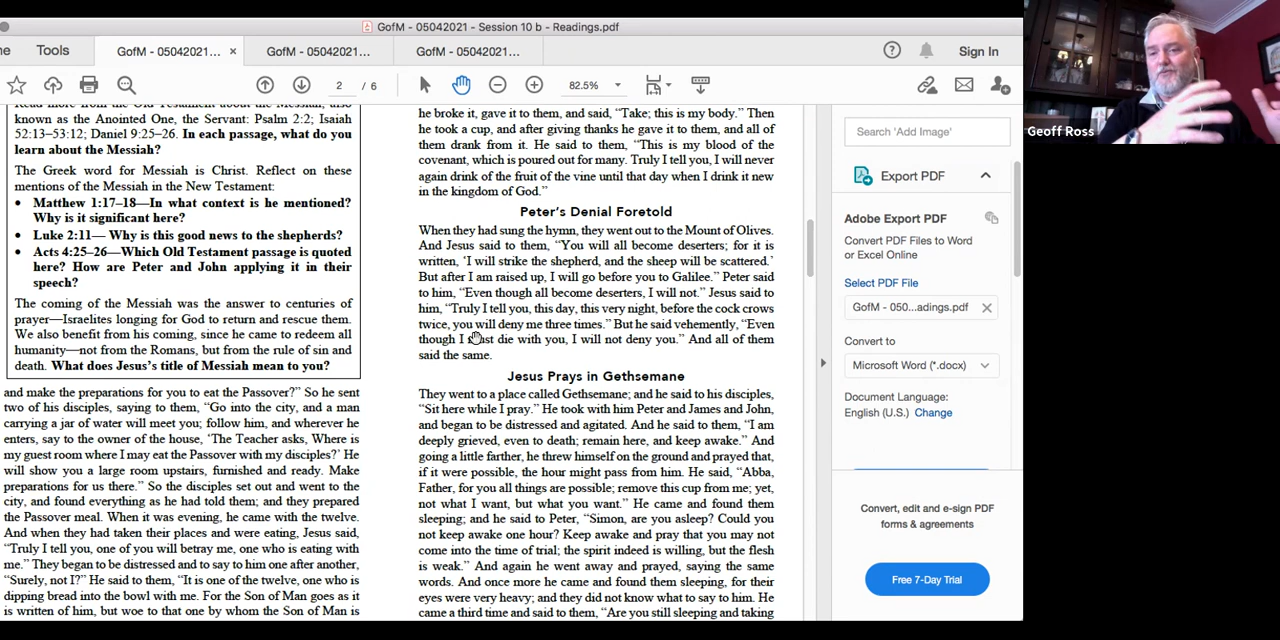 GofM - 05042021 - Session 10 b - Readings.pdf
Tools
GofM - 05042021... ×
GofM - 05042021...
GofM - 05042021...
Sign In
2 / 6
82.5%
Read more from the Old Testament about the Messiah, also
known as the Anointed One, the Servant: Psalm 2:2; Isaiah
52:13–53:12; Daniel 9:25–26. In each passage, what do you
learn about the Messiah?
The Greek word for Messiah is Christ. Reflect on these
mentions of the Messiah in the New Testament:
• Matthew 1:17–18—In what context is he mentioned?
Why is it significant here?
• Luke 2:11— Why is this good news to the shepherds?
• Acts 4:25–26—Which Old Testament passage is quoted
here? How are Peter and John applying it in their
speech?
The coming of the Messiah was the answer to centuries of
prayer—Israelites longing for God to return and rescue them.
We also benefit from his coming, since he came to redeem all
humanity—not from the Romans, but from the rule of sin and
death. What does Jesus's title of Messiah mean to you?
and make the preparations for you to eat the Passover?” So he sent
two of his disciples, saying to them, “Go into the city, and a man
carrying a jar of water will meet you; follow him, and wherever he
enters, say to the owner of the house, ‘The Teacher asks, Where is
my guest room where I may eat the Passover with my disciples?’ He
will show you a large room upstairs, furnished and ready. Make
preparations for us there.” So the disciples set out and went to the
city, and found everything as he had told them; and they prepared
the Passover meal. When it was evening, he came with the twelve.
And when they had taken their places and were eating, Jesus said,
“Truly I tell you, one of you will betray me, one who is eating with
me.” They began to be distressed and to say to him one after another,
“Surely, not I?” He said to them, “It is one of the twelve, one who is
dipping bread into the bowl with me. For the Son of Man goes as it
is written of him, but woe to that one by whom the Son of Man is
he broke it, gave it to them, and said, “Take; this is my body.” Then
he took a cup, and after giving thanks he gave it to them, and all of
them drank from it. He said to them, “This is my blood of the
covenant, which is poured out for many. Truly I tell you, I will never
again drink of the fruit of the vine until that day when I drink it new
in the kingdom of God.”
Peter’s Denial Foretold
When they had sung the hymn, they went out to the Mount of Olives.
And Jesus said to them, “You will all become deserters; for it is
written, ‘I will strike the shepherd, and the sheep will be scattered.’
But after I am raised up, I will go before you to Galilee.” Peter said
to him, “Even though all become deserters, I will not.” Jesus said to
him, “Truly I tell you, this day, this very night, before the cock crows
twice, you will deny me three times.” But he said vehemently, “Even
though I must die with you, I will not deny you.” And all of them
said the same.
Jesus Prays in Gethsemane
They went to a place called Gethsemane; and he said to his disciples,
“Sit here while I pray.” He took with him Peter and James and John,
and began to be distressed and agitated. And he said to them, “I am
deeply grieved, even to death; remain here, and keep awake.” And
going a little farther, he threw himself on the ground and prayed that,
if it were possible, the hour might pass from him. He said, “Abba,
Father, for you all things are possible; remove this cup from me; yet,
not what I want, but what you want.” He came and found them
sleeping; and he said to Peter, “Simon, are you asleep? Could you
not keep awake one hour? Keep awake and pray that you may not
come into the time of trial; the spirit indeed is willing, but the flesh
is weak.” And again he went away and prayed, saying the same
words. And once more he came and found them sleeping, for their
eyes were very heavy; and they did not know what to say to him. He
came a third time and said to them, “Are you still sleeping and taking
Search 'Add Image'
Export PDF
Adobe Export PDF
Convert PDF Files to Word
or Excel Online
Select PDF File
GofM - 050...adings.pdf
Convert to
Microsoft Word (*.docx)
Document Language:
English (U.S.) Change
Convert, edit and e-sign PDF
forms & agreements
Free 7-Day Trial
Geoff Ross